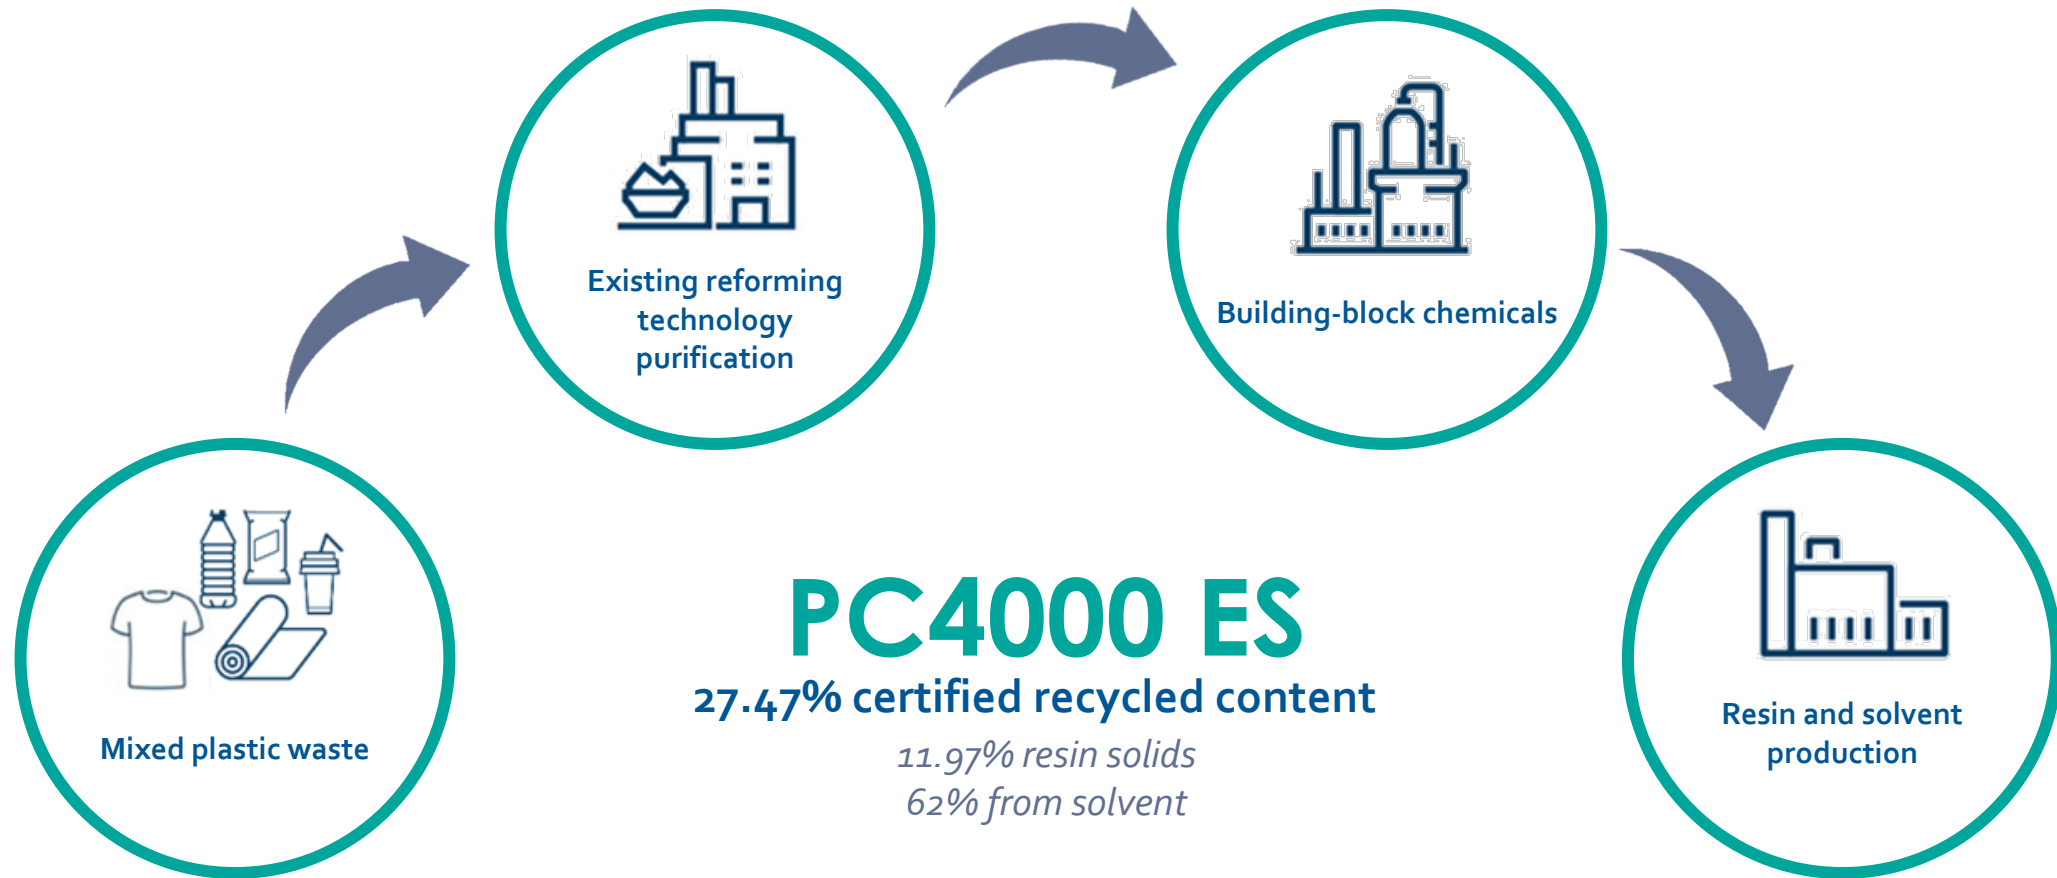 Existing reforming
technology
purification
Building-block chemicals
Mixed plastic waste
PC4000 ES
27.47% certified recycled content
11.97% resin solids
62% from solvent
Resin and solvent
production